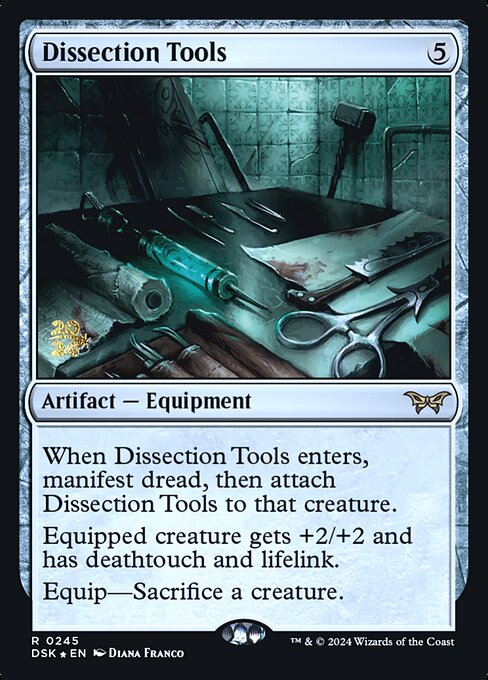 Dissection Tools 5
Artifact — Equipment
When Dissection Tools enters,
manifest dread, then attach
Dissection Tools to that creature.
Equipped creature gets +2/+2 and
has deathtouch and lifelink.
Equip—Sacrifice a creature.
R 0245
DSK★EN Diana Franco
™ & © 2024 Wizards of the Coast